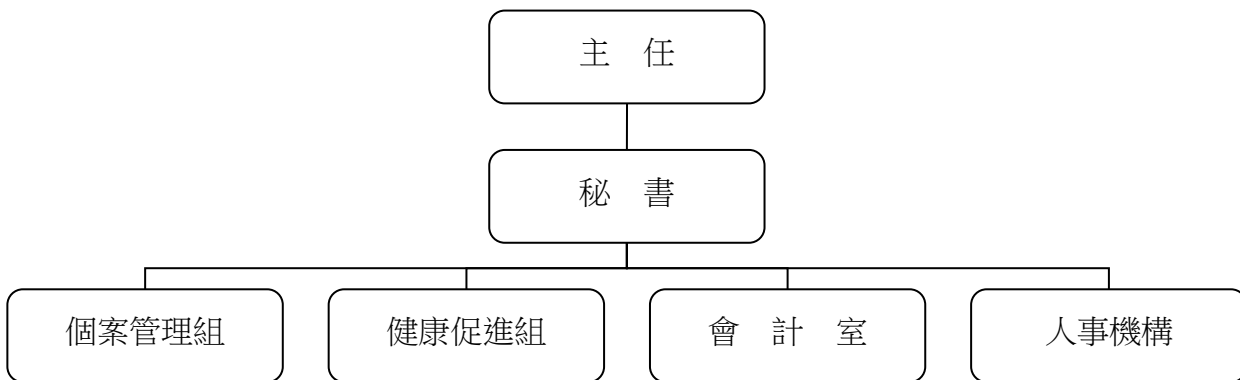 主　任
秘　書
個案管理組
健康促進組
會　計　室
人事機構